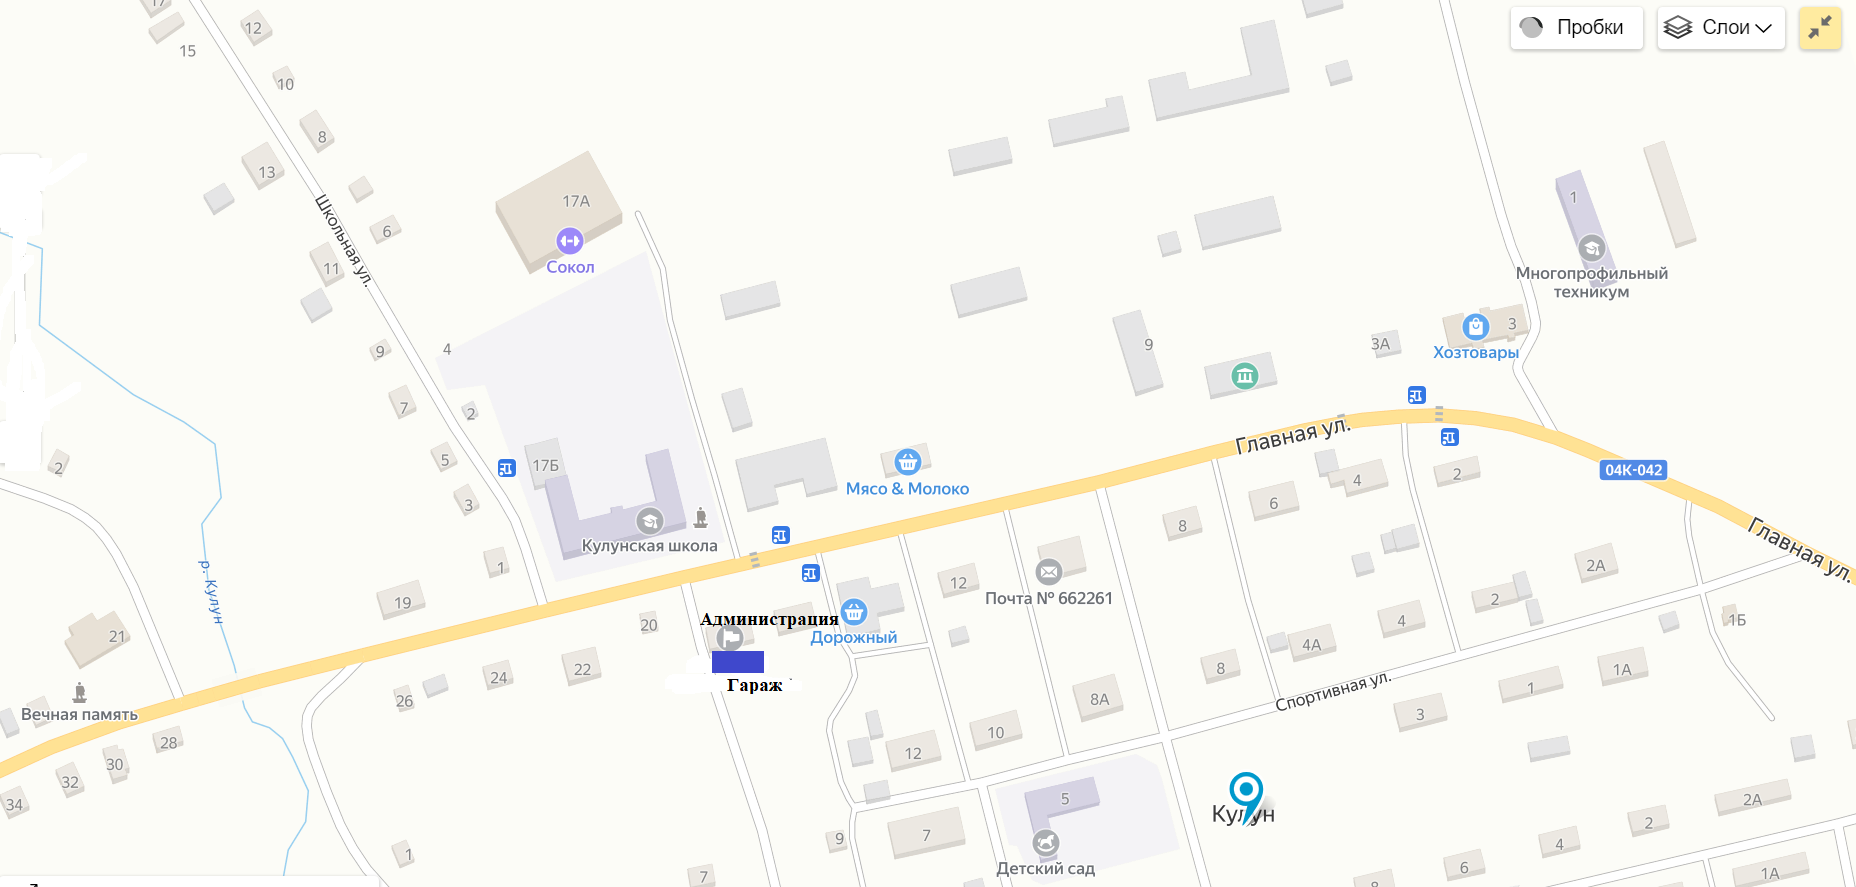 17
12
15
10
8
13
6
11
Школьная ул.
9
7
2
5
3
1
4
17А
Сокол
17Б
Кулунская школа
р. Кулун
2
19
21
Вечная память
20
22
24
26
28
30
32
34
1
Администрация
Гараж
Дорожный
Мясо & Молоко
12
Почта № 662261
12
10
8А
8
8
6
4
2
2А
2
4
4А
1Б
1А
1
3
Спортивная ул.
Главная ул.
04К-042
Главная ул.
9
3А
3
Хозтовары
1
Многопрофильный
техникум
Пробки
Слои
Кулун
5
Детский сад
7
9
7
8
6
4
2
2А
1А